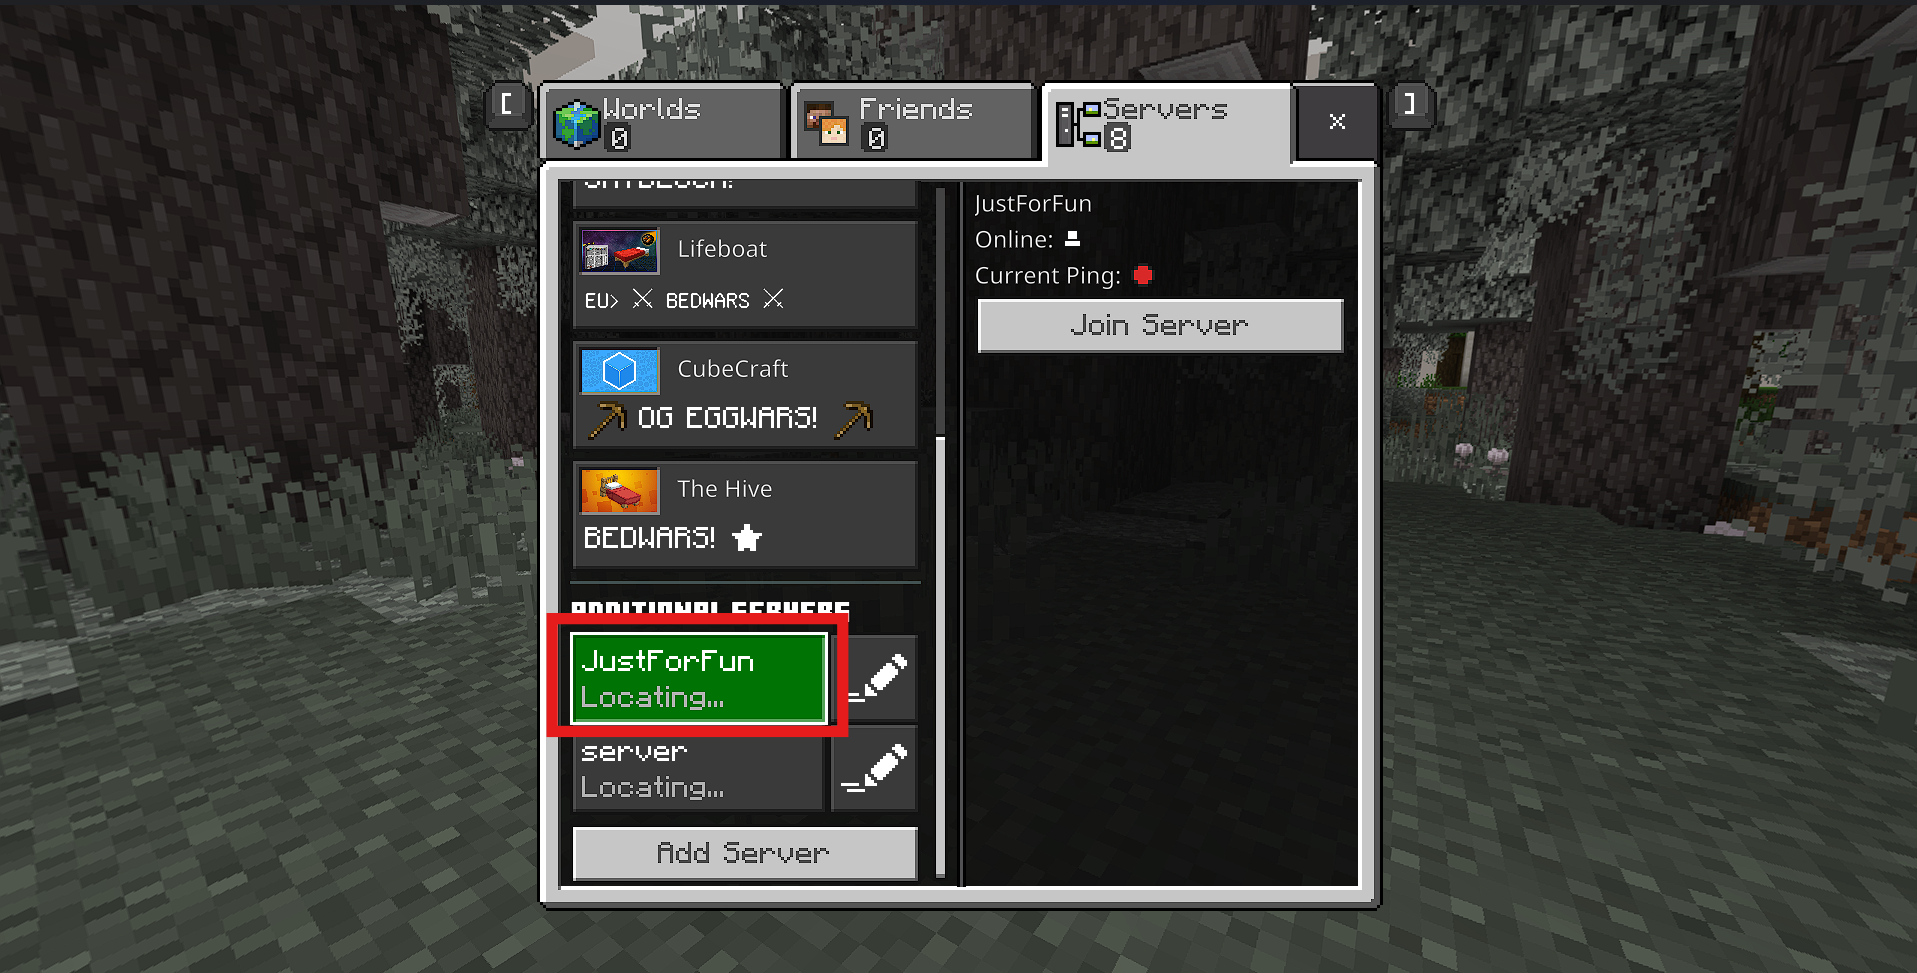 [
Worlds
0
Friends
0
Servers
8
x
]
Lifeboat
EU> ⚔ BEDWARS ⚔
CubeCraft
OG EGGWARS!
The Hive
BEDWARS! ★
ADDITIONAL SERVERS
JustForFun
Locating...
server
Locating...
Add Server
JustForFun
Online:
Current Ping:
Join Server